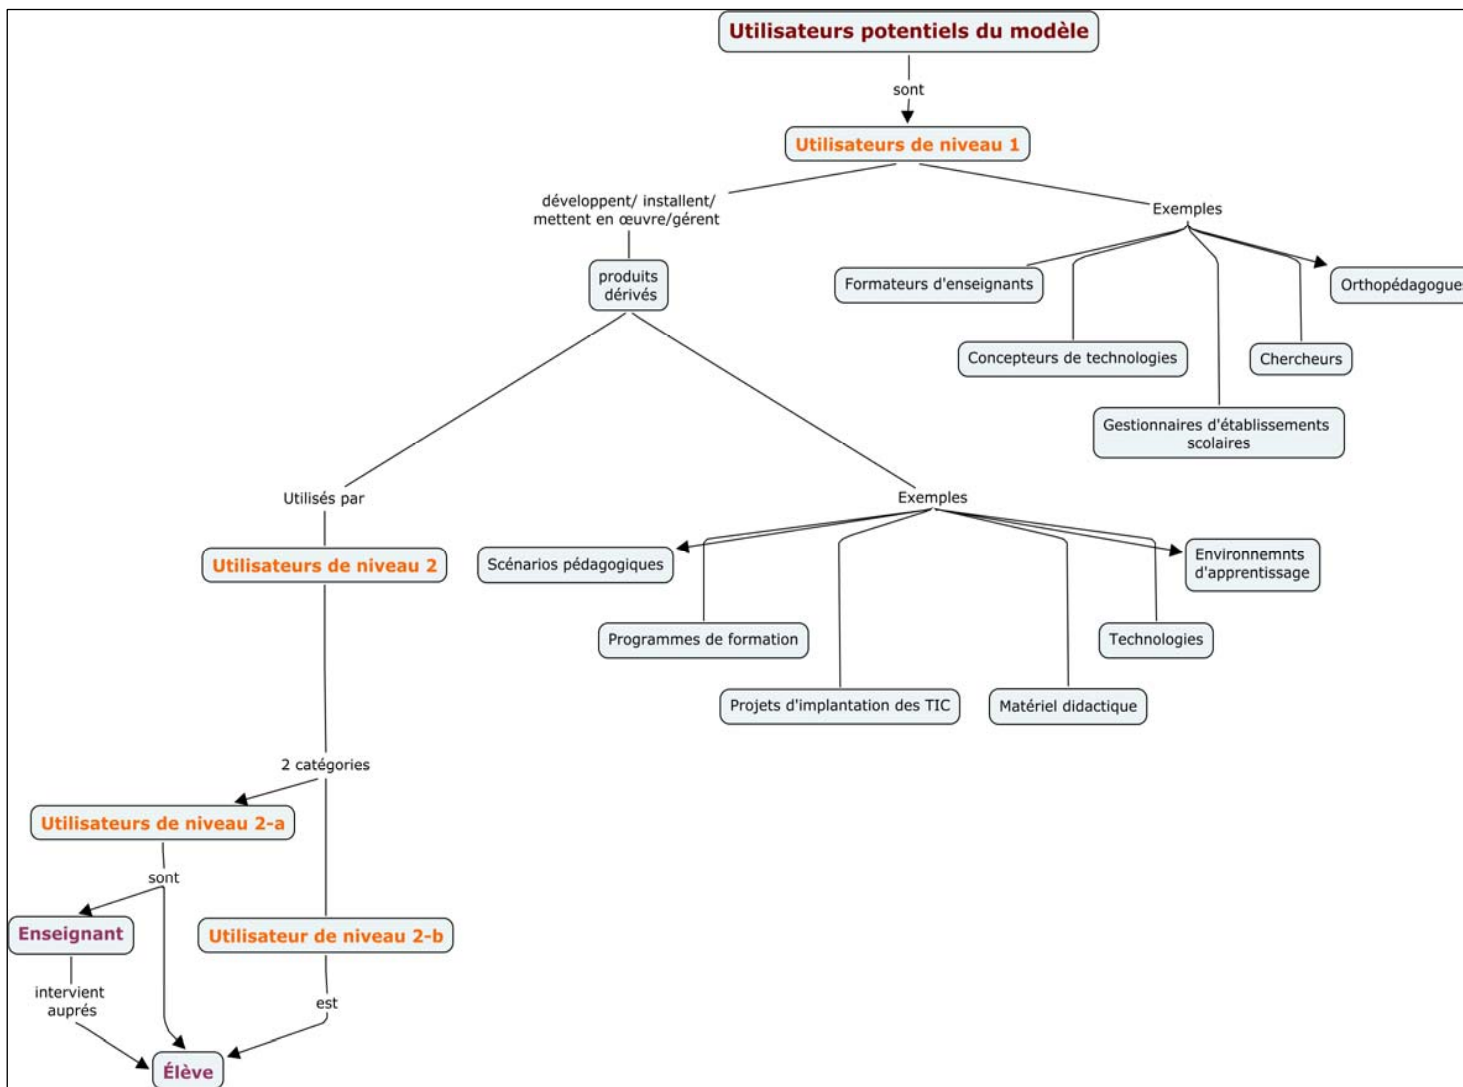 Utilisateurs potentiels du modèle
sont
Utilisateurs de niveau 1
développent/ installent/
mettent en œuvre/gérent
Exemples
produits
dérivés
Formateurs d'enseignants
Orthopédagogues
Concepteurs de technologies
Chercheurs
Gestionnaires d'établissements
scolaires
Utilisés par
Exemples
Utilisateurs de niveau 2
Scénarios pédagogiques
Environnemnts
d'apprentissage
Programmes de formation
Technologies
Projets d'implantation des TIC
Matériel didactique
2 catégories
Utilisateurs de niveau 2-a
sont
Enseignant
Utilisateur de niveau 2-b
intervient
auprés
est
Élève